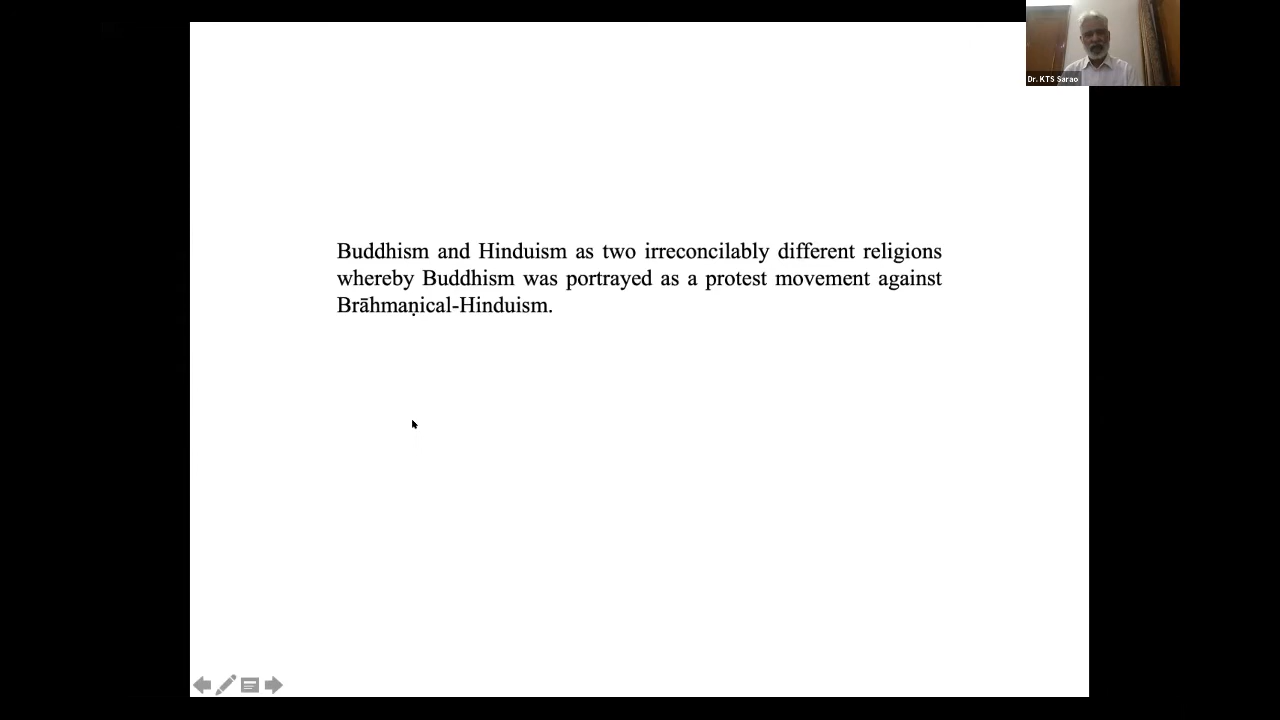 Dr. KTS Sarao
Buddhism and Hinduism as two irreconcilably different religions
whereby Buddhism was portrayed as a protest movement against
Brāhmaṇical-Hinduism.